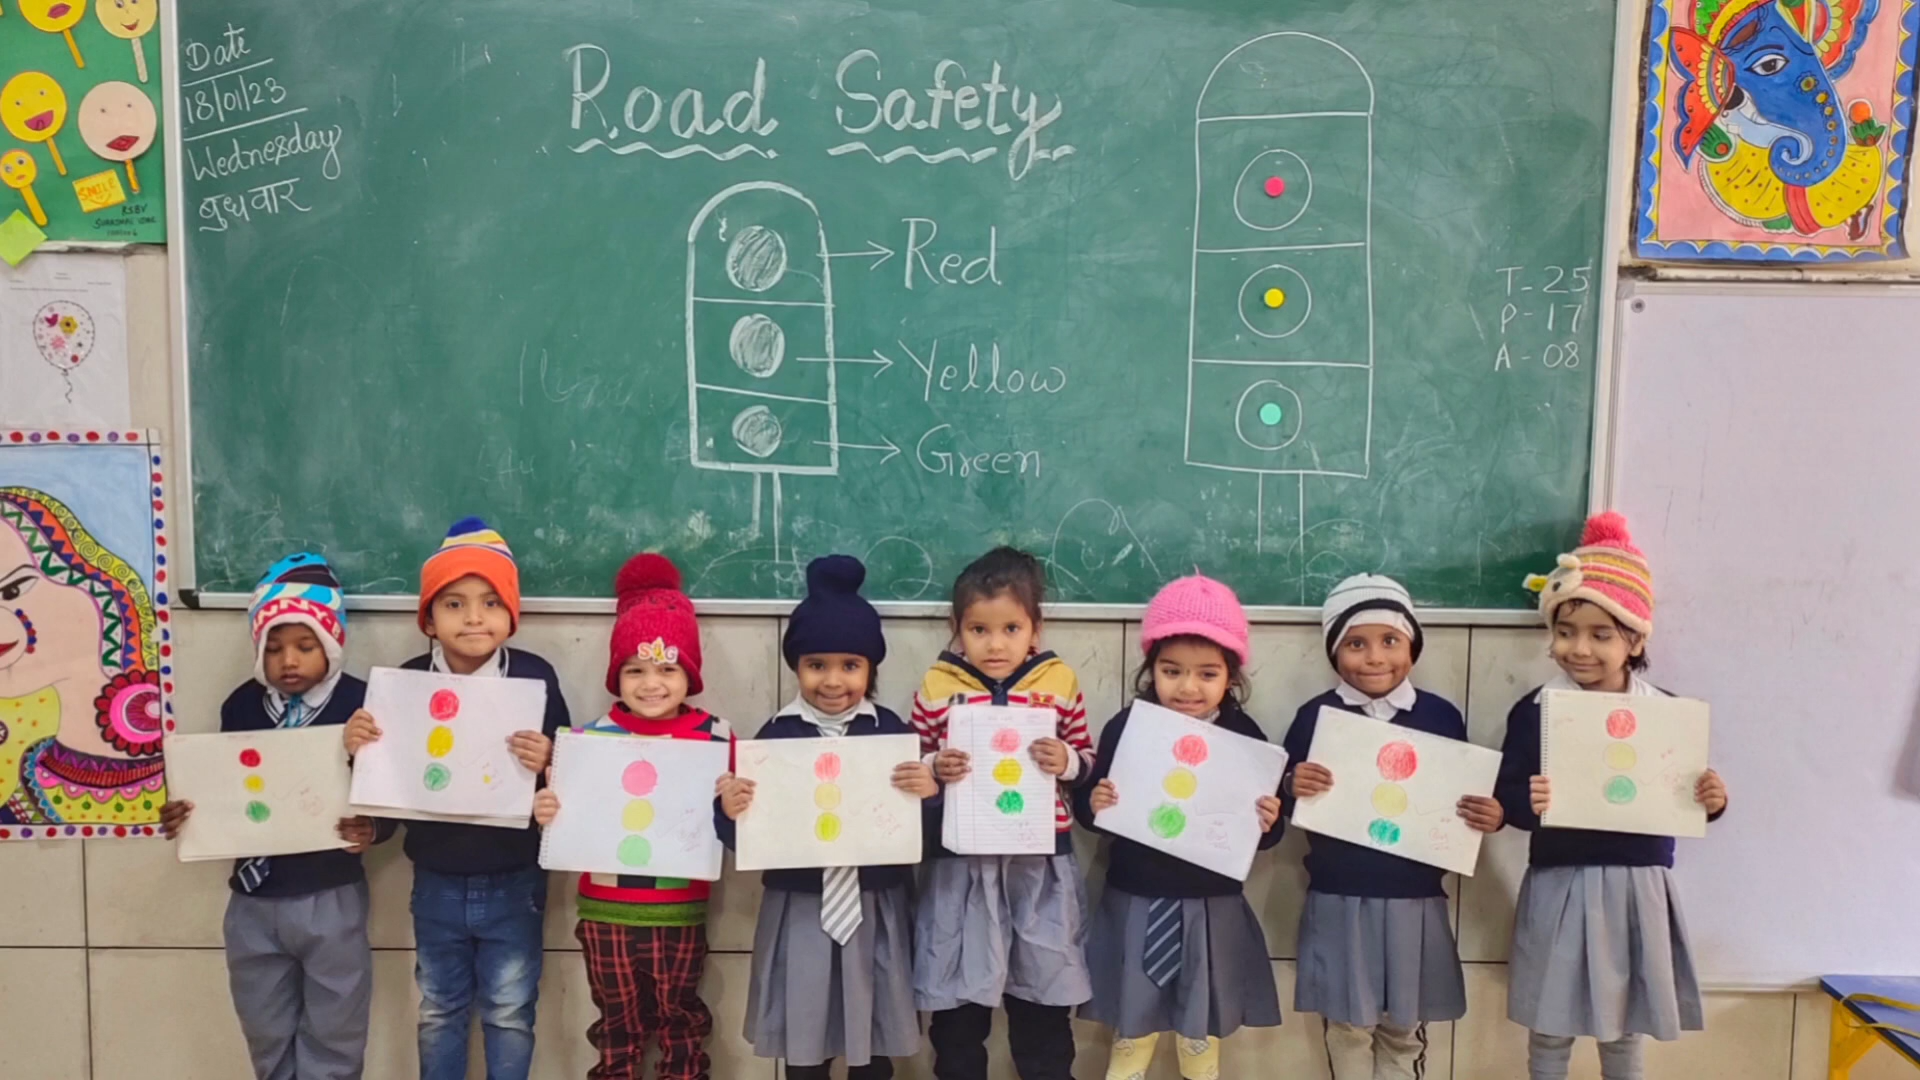 Date
18/01/23
Wednesday
बुधवार
Road Safety
Red
Yellow
Green
T-25
P-17
A-08
SMILE